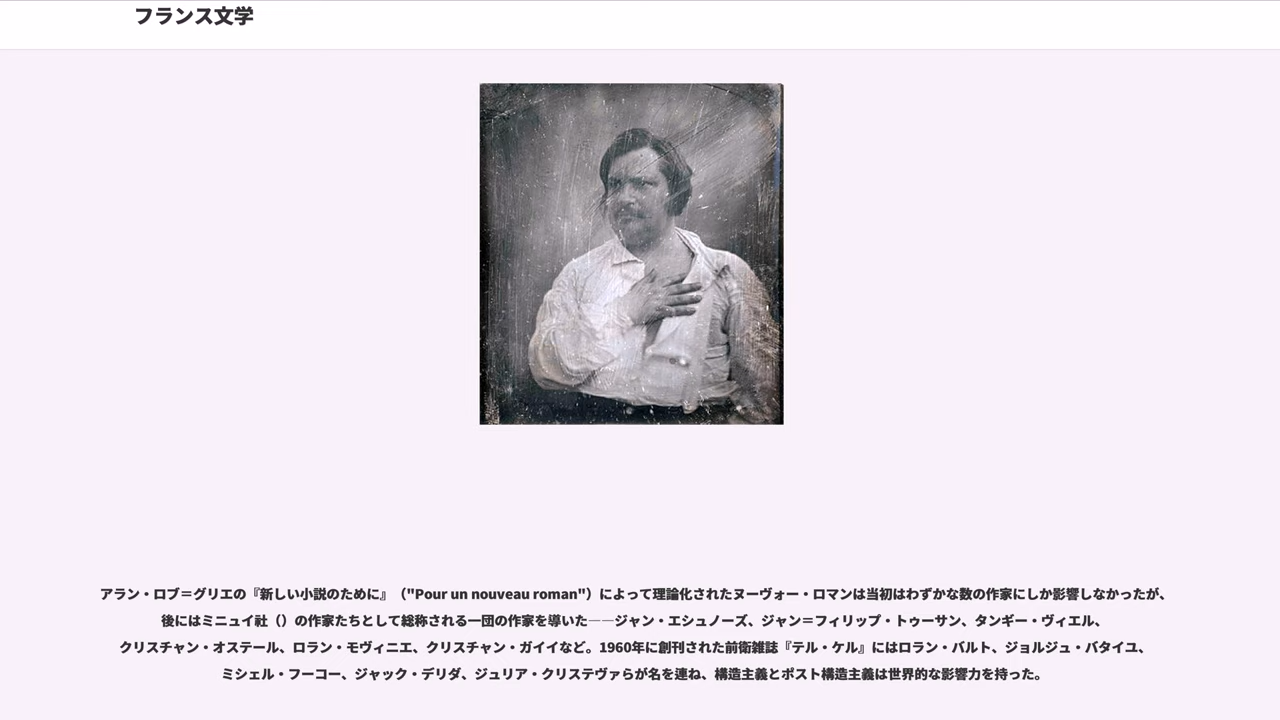 フランス文学
アラン・ロブ＝グリエの『新しい小説のために』（"Pour un nouveau roman"）によって理論化されたヌーヴォー・ロマンは当初はわずかな数の作家にしか影響しなかったが、
後にはミニュイ社（）の作家たちとして総称される一団の作家を導いた――ジャン・エシュノーズ、ジャン＝フィリップ・トゥーサン、タンギー・ヴィエル、
クリスチャン・オステール、ロラン・モヴィニエ、クリスチャン・ガイイなど。1960年に創刊された前衛雑誌『テル・ケル』にはロラン・バルト、ジョルジュ・バタイユ、
ミシェル・フーコー、ジャック・デリダ、ジュリア・クリステヴァらが名を連ね、構造主義とポスト構造主義は世界的な影響力を持った。